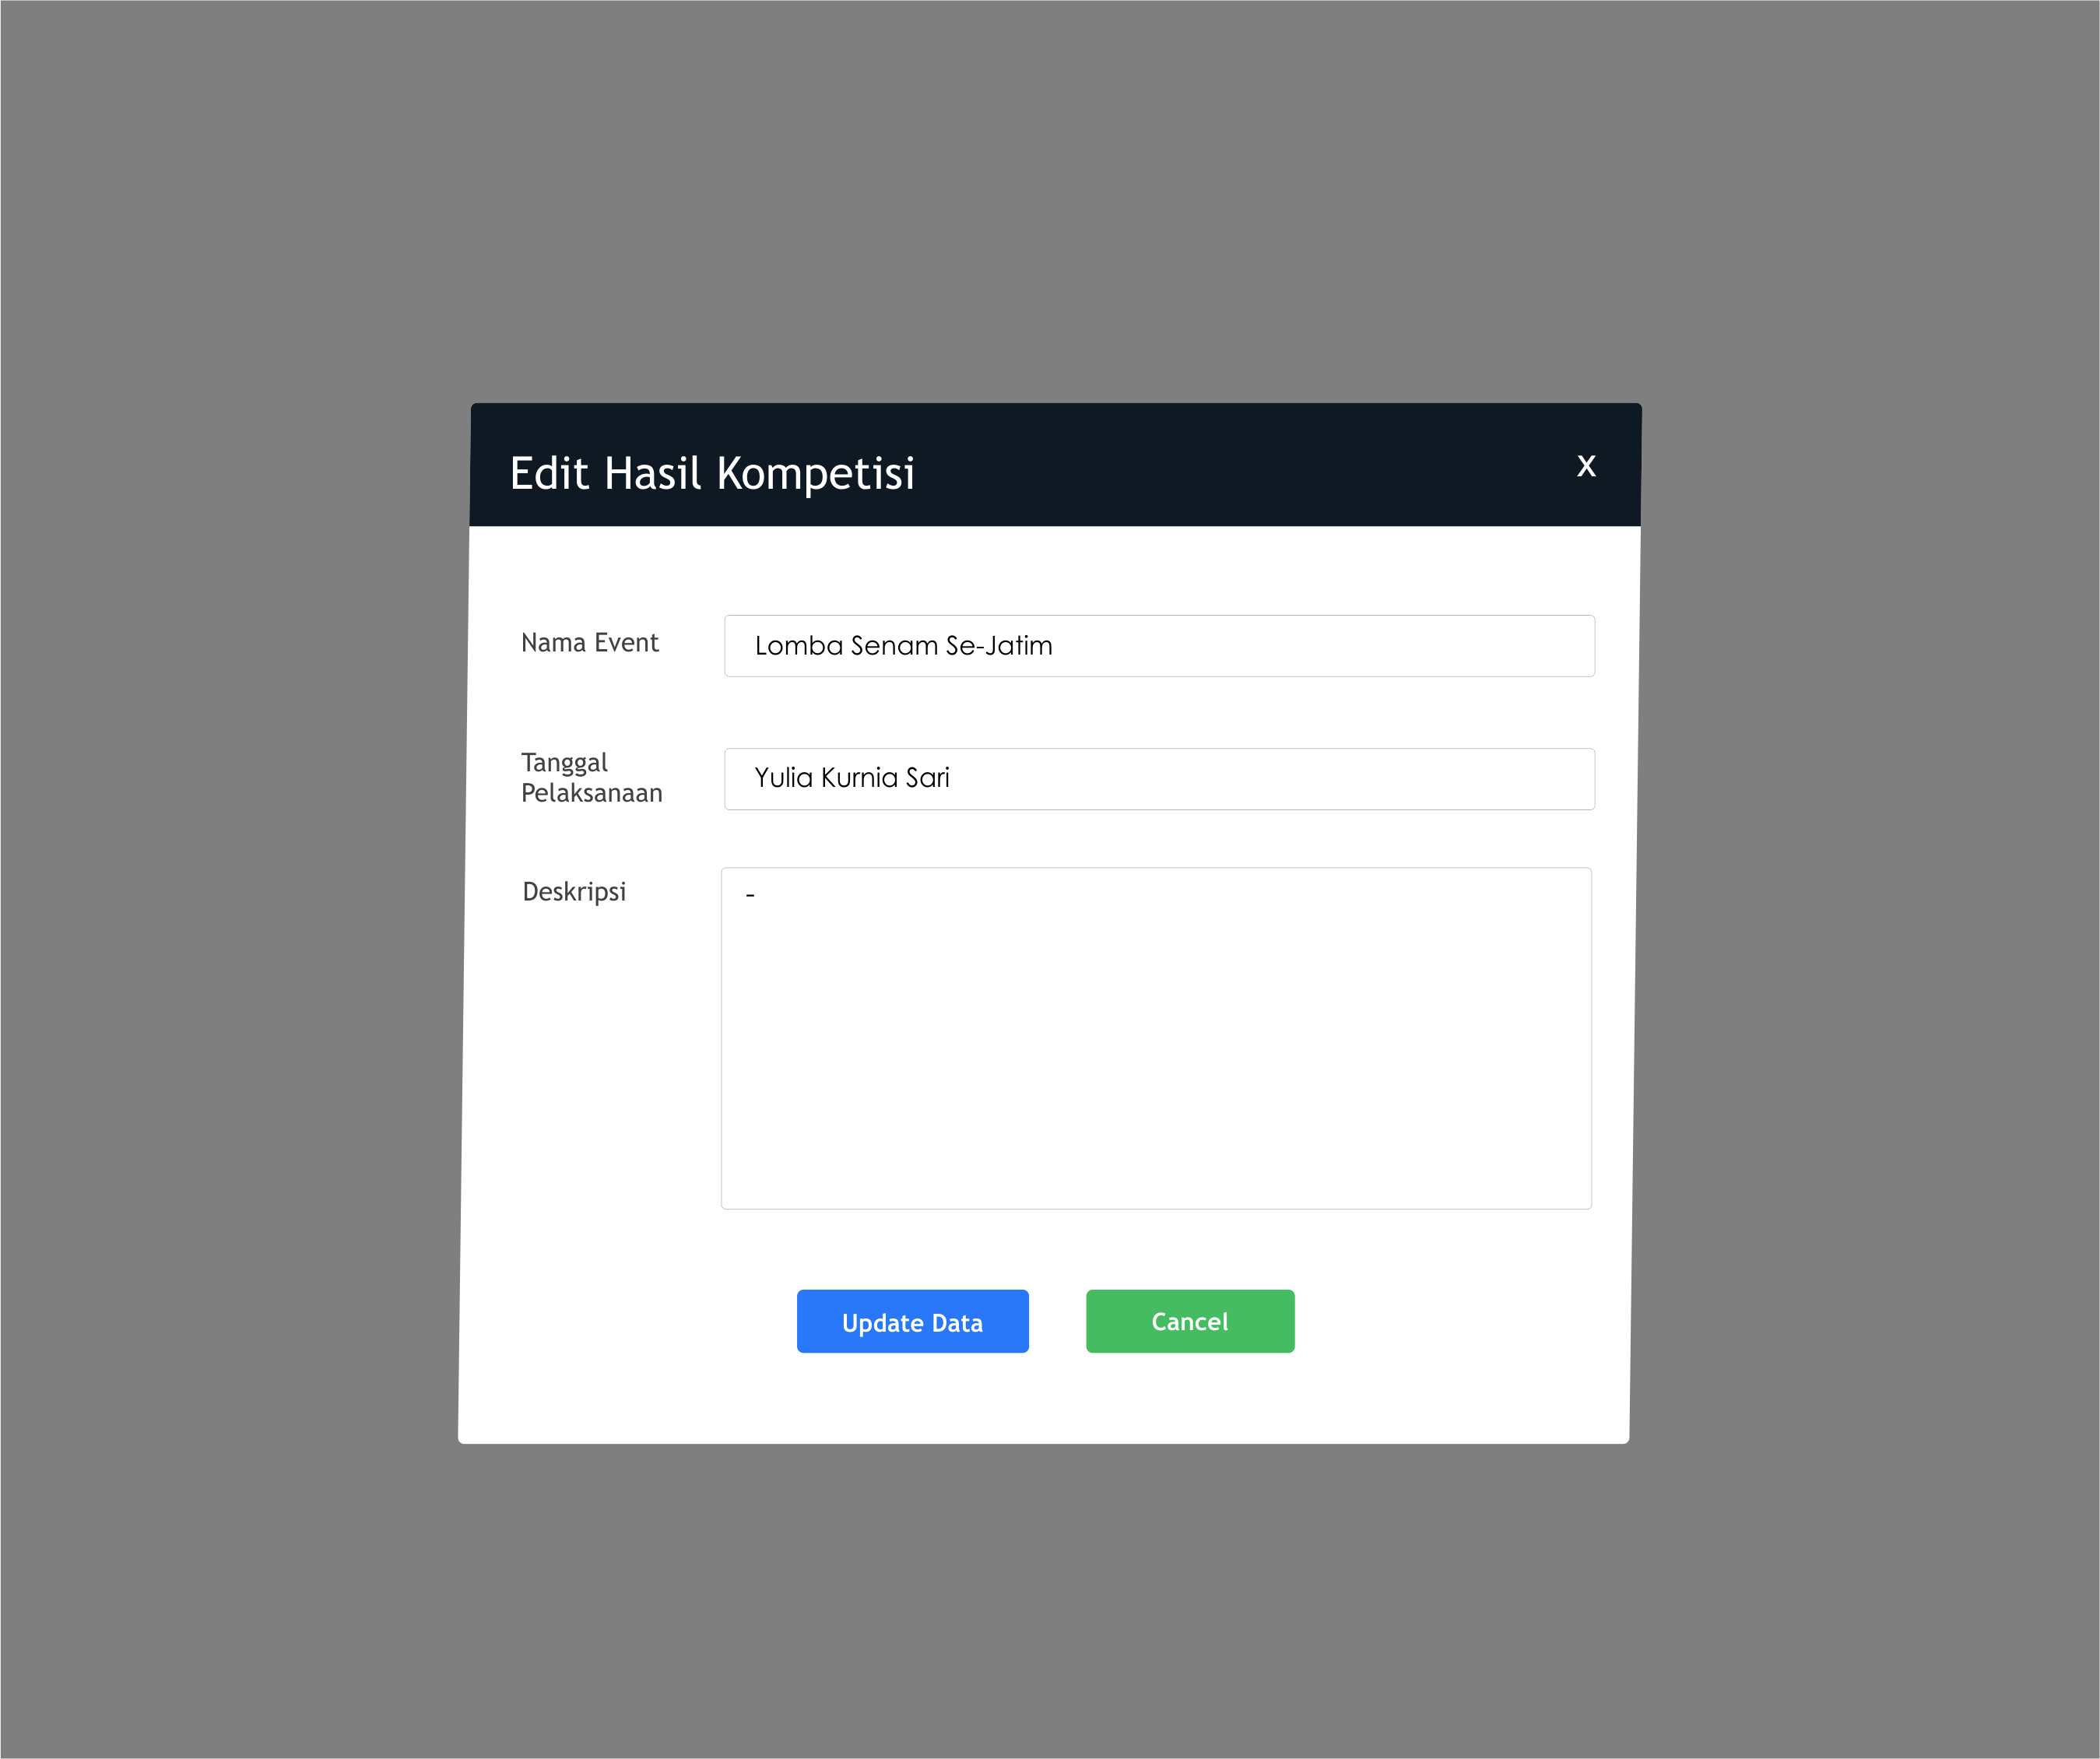 Edit Hasil Kompetisi
X
Nama Event
Lomba Senam Se-Jatim
Tanggal
Pelaksanaan
Yulia Kurnia Sari
Deskripsi
-
Update Data
Cancel